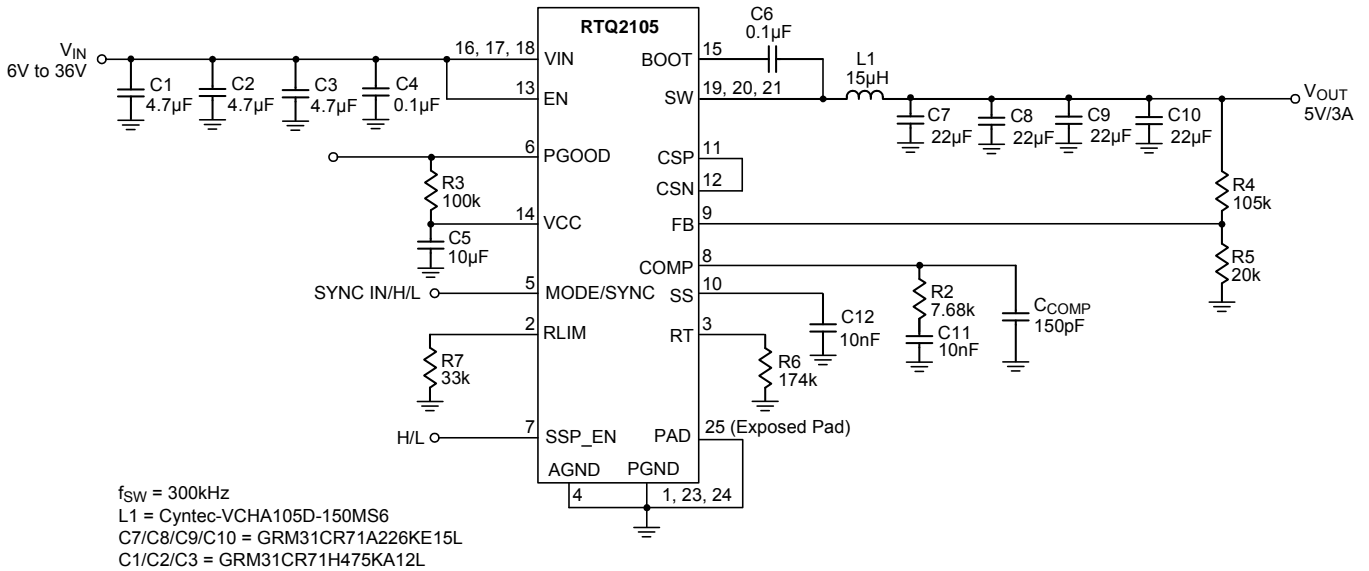 RTQ2105
V_IN
6V to 36V
C1
4.7µF
C2
4.7µF
C3
4.7µF
C4
0.1µF
16, 17, 18
VIN
13
EN
6
PGOOD
R3
100k
14
VCC
C5
10µF
SYNC IN/H/L
5
MODE/SYNC
2
RLIM
R7
33k
H/L
7
SSP_EN
AGND
4
PGND
1, 23, 24
BOOT
15
C6
0.1µF
SW
19, 20, 21
L1
15µH
C7
22µF
C8
22µF
C9
22µF
C10
22µF
V_OUT
5V/3A
CSP
11
CSN
12
FB
9
R4
105k
R5
20k
COMP
8
R2
7.68k
C11
10nF
C_COMP
150pF
SS
10
C12
10nF
RT
3
R6
174k
PAD
25 (Exposed Pad)
f_SW = 300kHz
L1 = Cyntec-VCHA105D-150MS6
C7/C8/C9/C10 = GRM31CR71A226KE15L
C1/C2/C3 = GRM31CR71H475KA12L